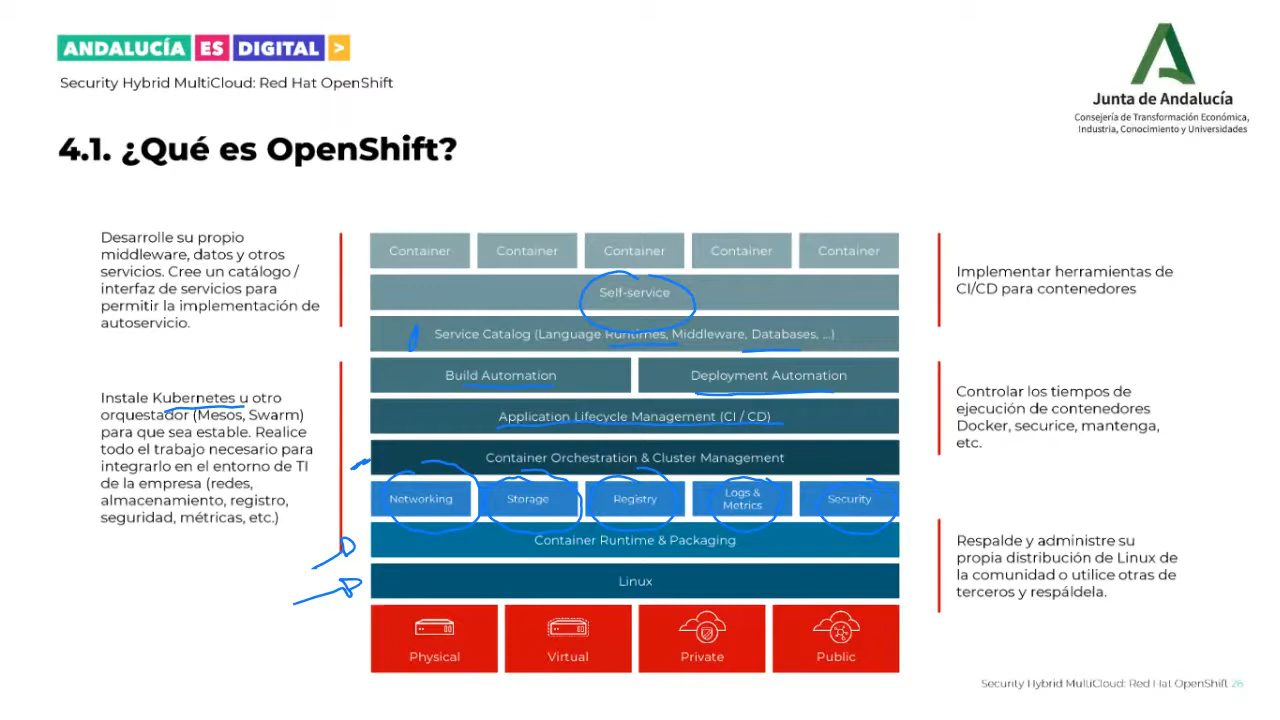 ANDALUCÍA ES DIGITAL >
Security Hybrid MultiCloud: Red Hat OpenShift
Junta de Andalucía
Consejería de Transformación Económica,
Industria, Conocimiento y Universidades
4.1. ¿Qué es OpenShift?
Desarrolle su propio
middleware, datos y otros
servicios. Cree un catálogo /
interfaz de servicios para
permitir la implementación de
autoservicio.
Instale Kubernetes u otro
orquestador (Mesos, Swarm)
para que sea estable. Realice
todo el trabajo necesario para
integrarlo en el entorno de TI
de la empresa (redes,
almacenamiento, registro,
seguridad, métricas, etc.)
Container Container Container Container Container
Self-service
Service Catalog (Language Runtimes, Middleware, Databases, ...)
Build Automation Deployment Automation
Application Lifecycle Management (CI / CD)
Container Orchestration & Cluster Management
Networking Storage Registry Logs & Metrics Security
Container Runtime & Packaging
Linux
Physical Virtual Private Public
Implementar herramientas de
CI/CD para contenedores
Controlar los tiempos de
ejecución de contenedores
Docker, securice, mantenga,
etc.
Respalde y administre su
propia distribución de Linux de
la comunidad o utilice otras de
terceros y respáldela.
Security Hybrid MultiCloud: Red Hat OpenShift 26